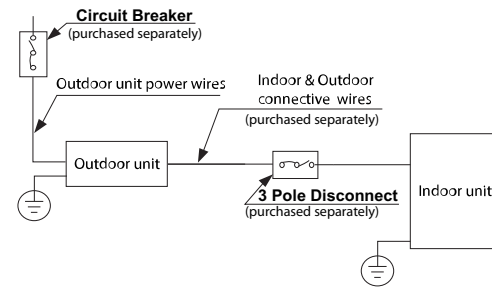 Circuit Breaker
(purchased separately)
Outdoor unit power wires
Indoor & Outdoor
connective wires
(purchased separately)
Outdoor unit
3 Pole Disconnect
(purchased separately)
Indoor unit